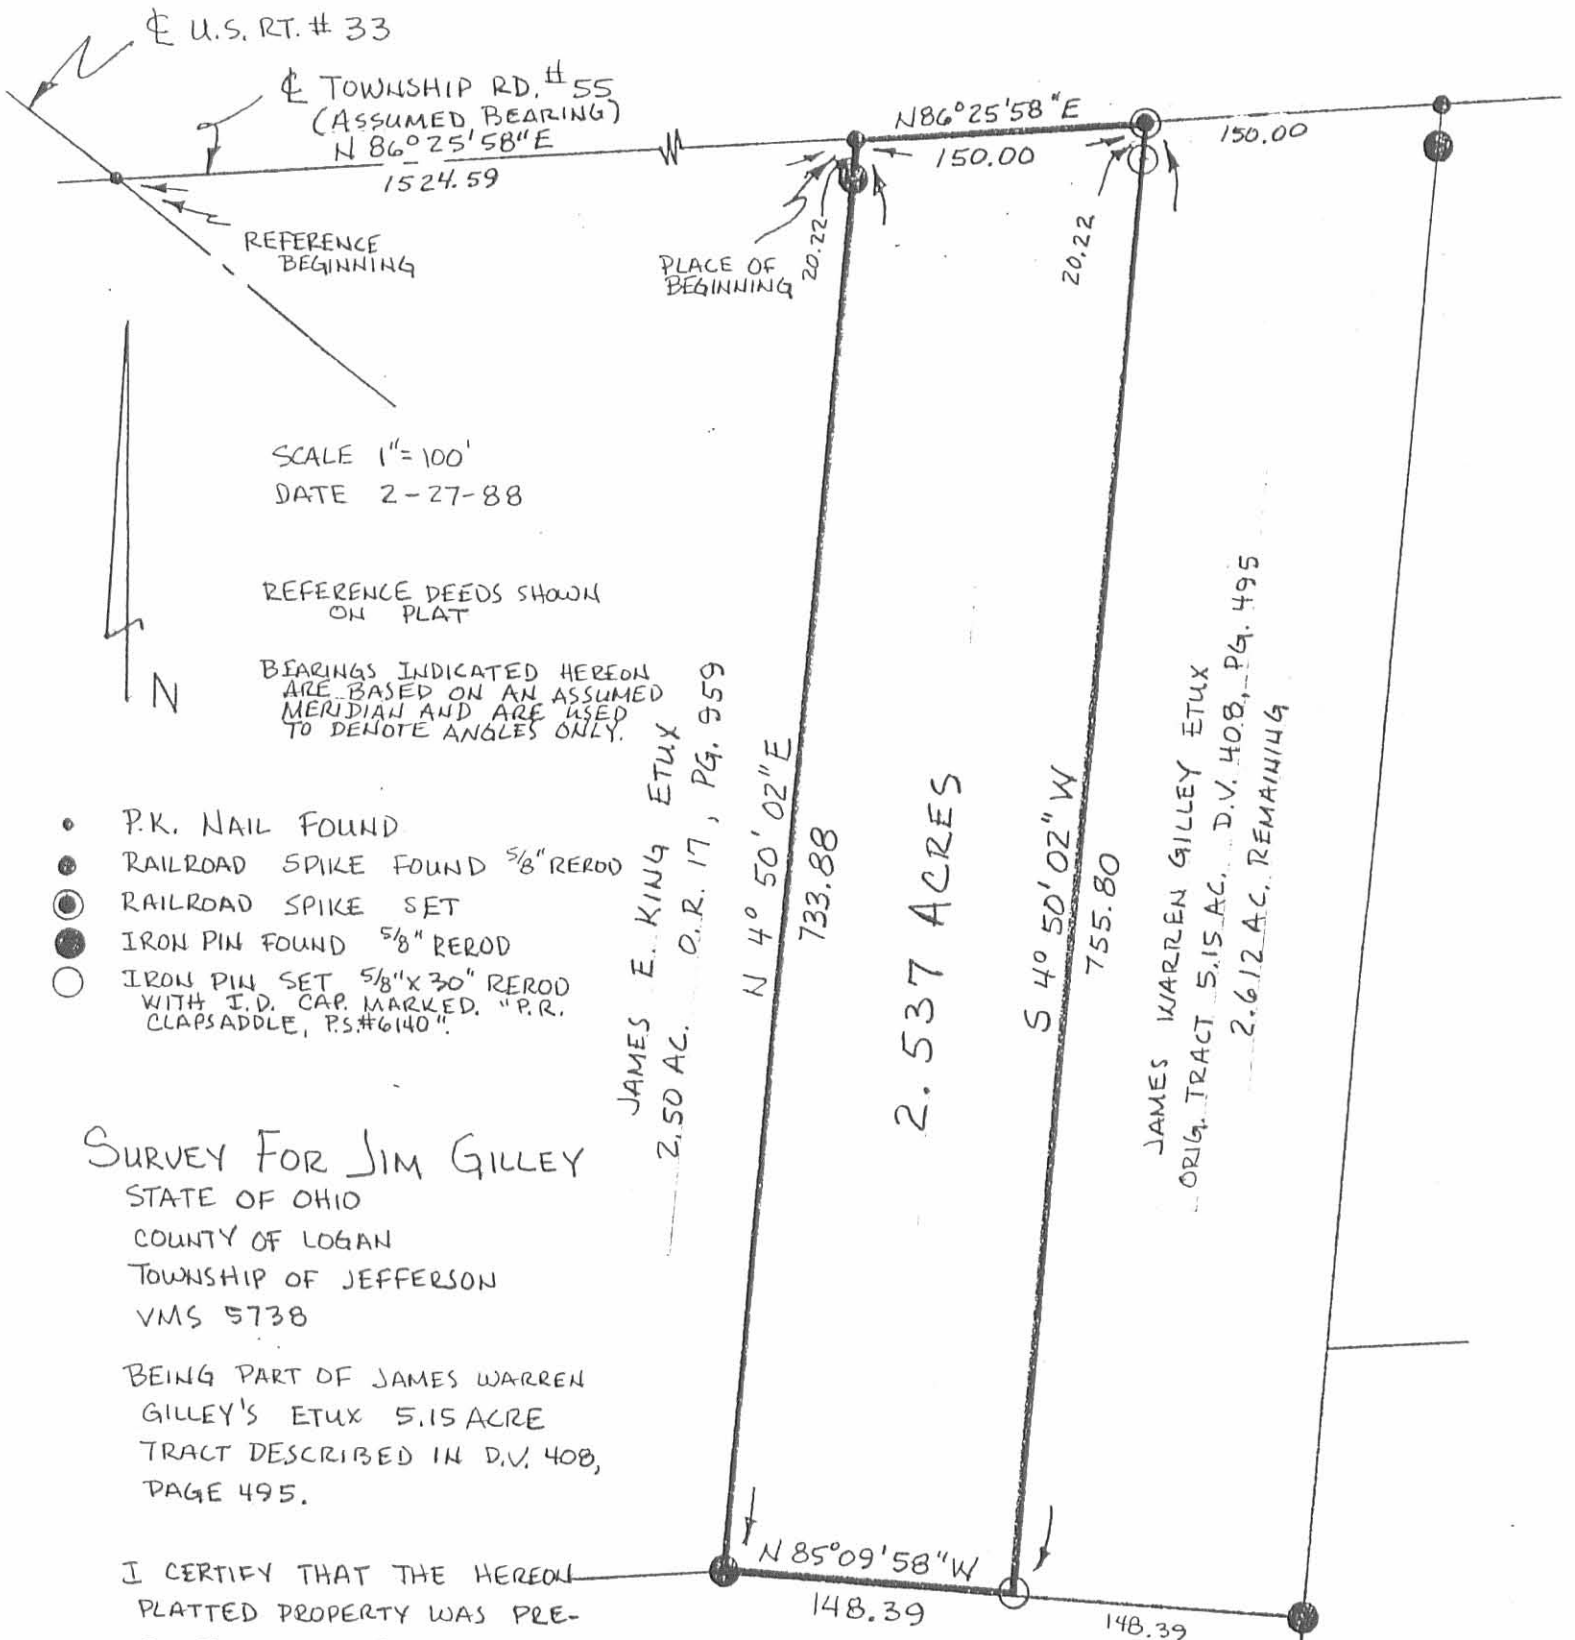 ℄ U.S. RT. # 33
℄ TOWNSHIP RD. #55
(ASSUMED BEARING)
N 86°25'58"E
1524.59
N86°25'58"E
150.00
150.00
REFERENCE
BEGINNING
PLACE OF
BEGINNING
20.22
20.22
SCALE 1"=100'
DATE 2-27-88
REFERENCE DEEDS SHOWN
ON PLAT
N
BEARINGS INDICATED HEREON
ARE BASED ON AN ASSUMED
MERIDIAN AND ARE USED
TO DENOTE ANGLES ONLY.
P.K. NAIL FOUND
RAILROAD SPIKE FOUND 5/8" REROD
RAILROAD SPIKE SET
IRON PIN FOUND 5/8" REROD
IRON PIN SET 5/8"X 30" REROD
WITH I.D. CAP. MARKED. "P.R.
CLAPSADDLE, P.S.#6140".
JAMES E. KING ETUX
2.50 AC. O.R. 17, PG. 959
N 4° 50' 02"E
733.88
2.537 ACRES
S 4° 50' 02" W
755.80
JAMES WARREN GILLEY ETUX
ORIG. TRACT 5.15 AC. D.V. 408, PG. 495
2.612 AC. REMAINING
SURVEY FOR JIM GILLEY
STATE OF OHIO
COUNTY OF LOGAN
TOWNSHIP OF JEFFERSON
VMS 5738
BEING PART OF JAMES WARREN
GILLEY'S ETUX 5.15 ACRE
TRACT DESCRIBED IN D.V. 408,
PAGE 495.
I CERTIFY THAT THE HEREON
PLATTED PROPERTY WAS PRE-
N 85°09'58"W
148.39
148.39